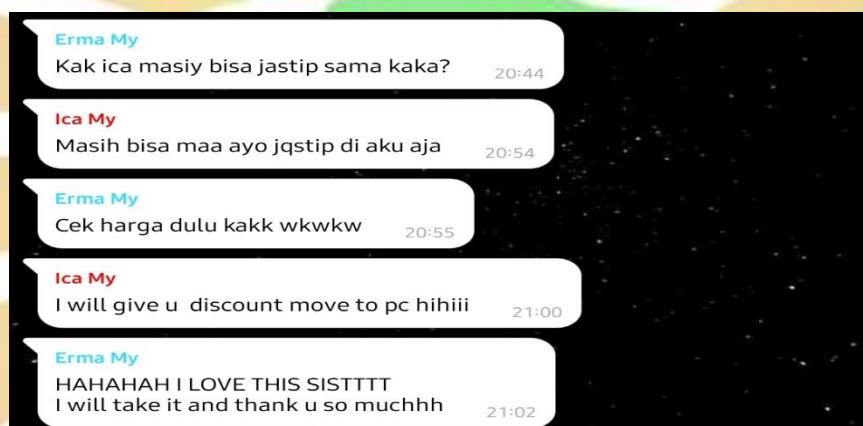 Erma My
Kak ica masiy bisa jastip sama kaka? 20:44
Ica My
Masih bisa maa ayo jqstip di aku aja 20:54
Erma My
Cek harga dulu kakk wkwkw 20:55
Ica My
I will give u discount move to pc hihiii 21:00
Erma My
HAHAHAH I LOVE THIS SISTTTT
I will take it and thank u so muchhh 21:02